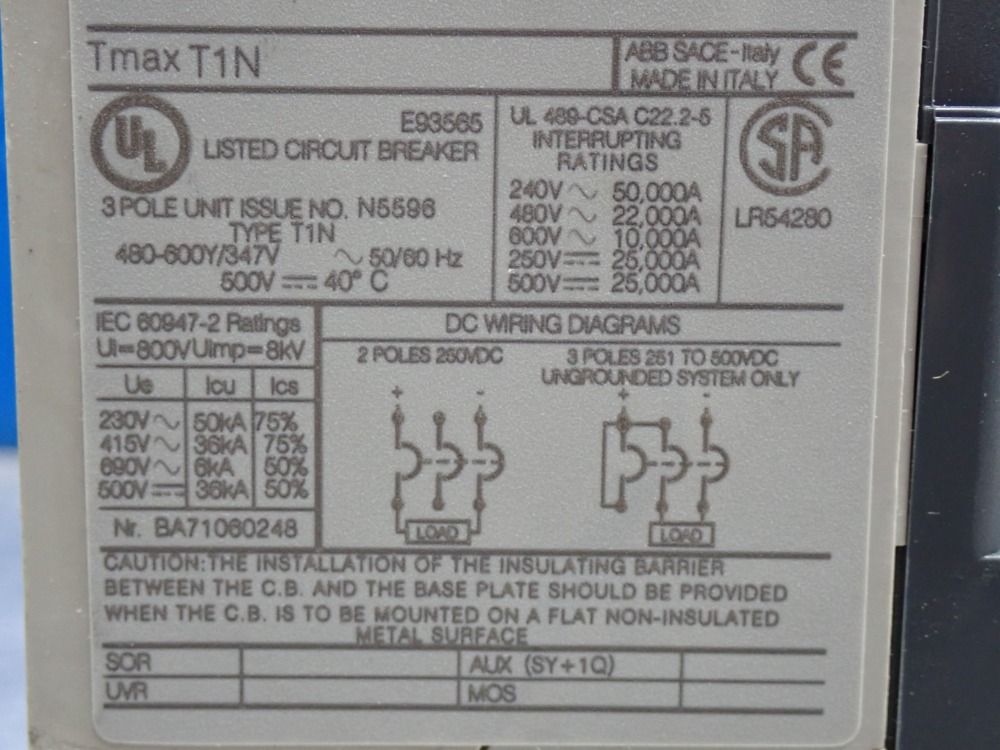 Tmax T1N
ABB SACE-Italy
MADE IN ITALY
CE
UL
E93565
LISTED CIRCUIT BREAKER
3 POLE UNIT ISSUE NO. N5596
TYPE T1N
480-600Y/347V ∼ 50/60 Hz
500V ⎓ 40° C
UL 489-CSA C22.2-5
INTERRUPTING
RATINGS
240V ∼ 50,000A
480V ∼ 22,000A
600V ∼ 10,000A
250V ⎓ 25,000A
500V ⎓ 25,000A
SA
LR54280
IEC 60947-2 Ratings
Ui=800V Uimp=8kV
Ue Icu Ics
230V∼ 50kA 75%
415V∼ 36kA 75%
690V∼ 6kA 50%
500V⎓ 36kA 50%
Nr. BA71060248
DC WIRING DIAGRAMS
2 POLES 250VDC
+ -
LOAD
3 POLES 251 TO 500VDC
UNGROUNDED SYSTEM ONLY
+ -
LOAD
CAUTION:THE INSTALLATION OF THE INSULATING BARRIER
BETWEEN THE C.B. AND THE BASE PLATE SHOULD BE PROVIDED
WHEN THE C.B. IS TO BE MOUNTED ON A FLAT NON-INSULATED
METAL SURFACE
SOR AUX (SY+1Q)
UVR MOS